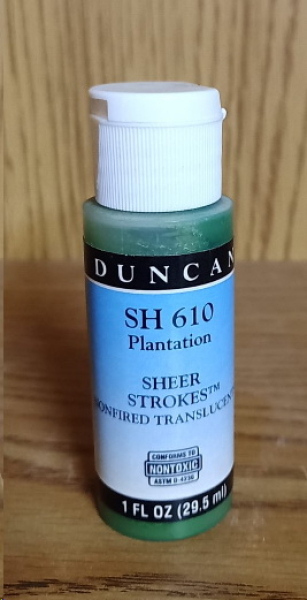 DUNCAN
SH 610
Plantation
SHEER
STROKES™
NONFIRED TRANSLUCENT
CONFORMS TO
NONTOXIC
ASTM D-4236
1 FL OZ (29.5 ml)